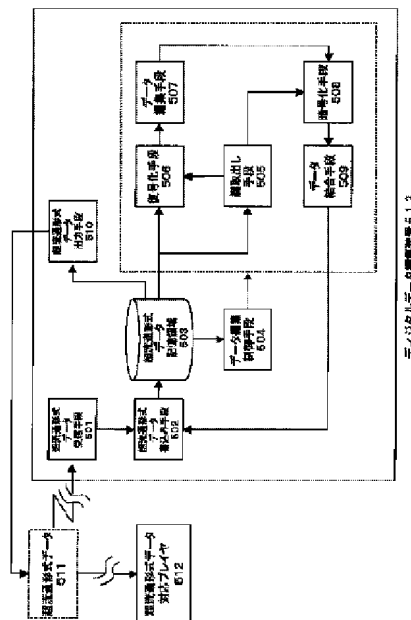 超流通形式データ
511
超流通形式データ
対応プレイヤ
512
超流通形式
データ
受信手段
501
超流通形式
データ
書込み手段
502
超流通形式
データ
記憶領域
503
データ編集
制御手段
504
超流通形式
データ
出力手段
510
復号化手段
506
鍵取出し
手段
505
データ
編集手段
507
暗号化手段
508
データ
結合手段
509